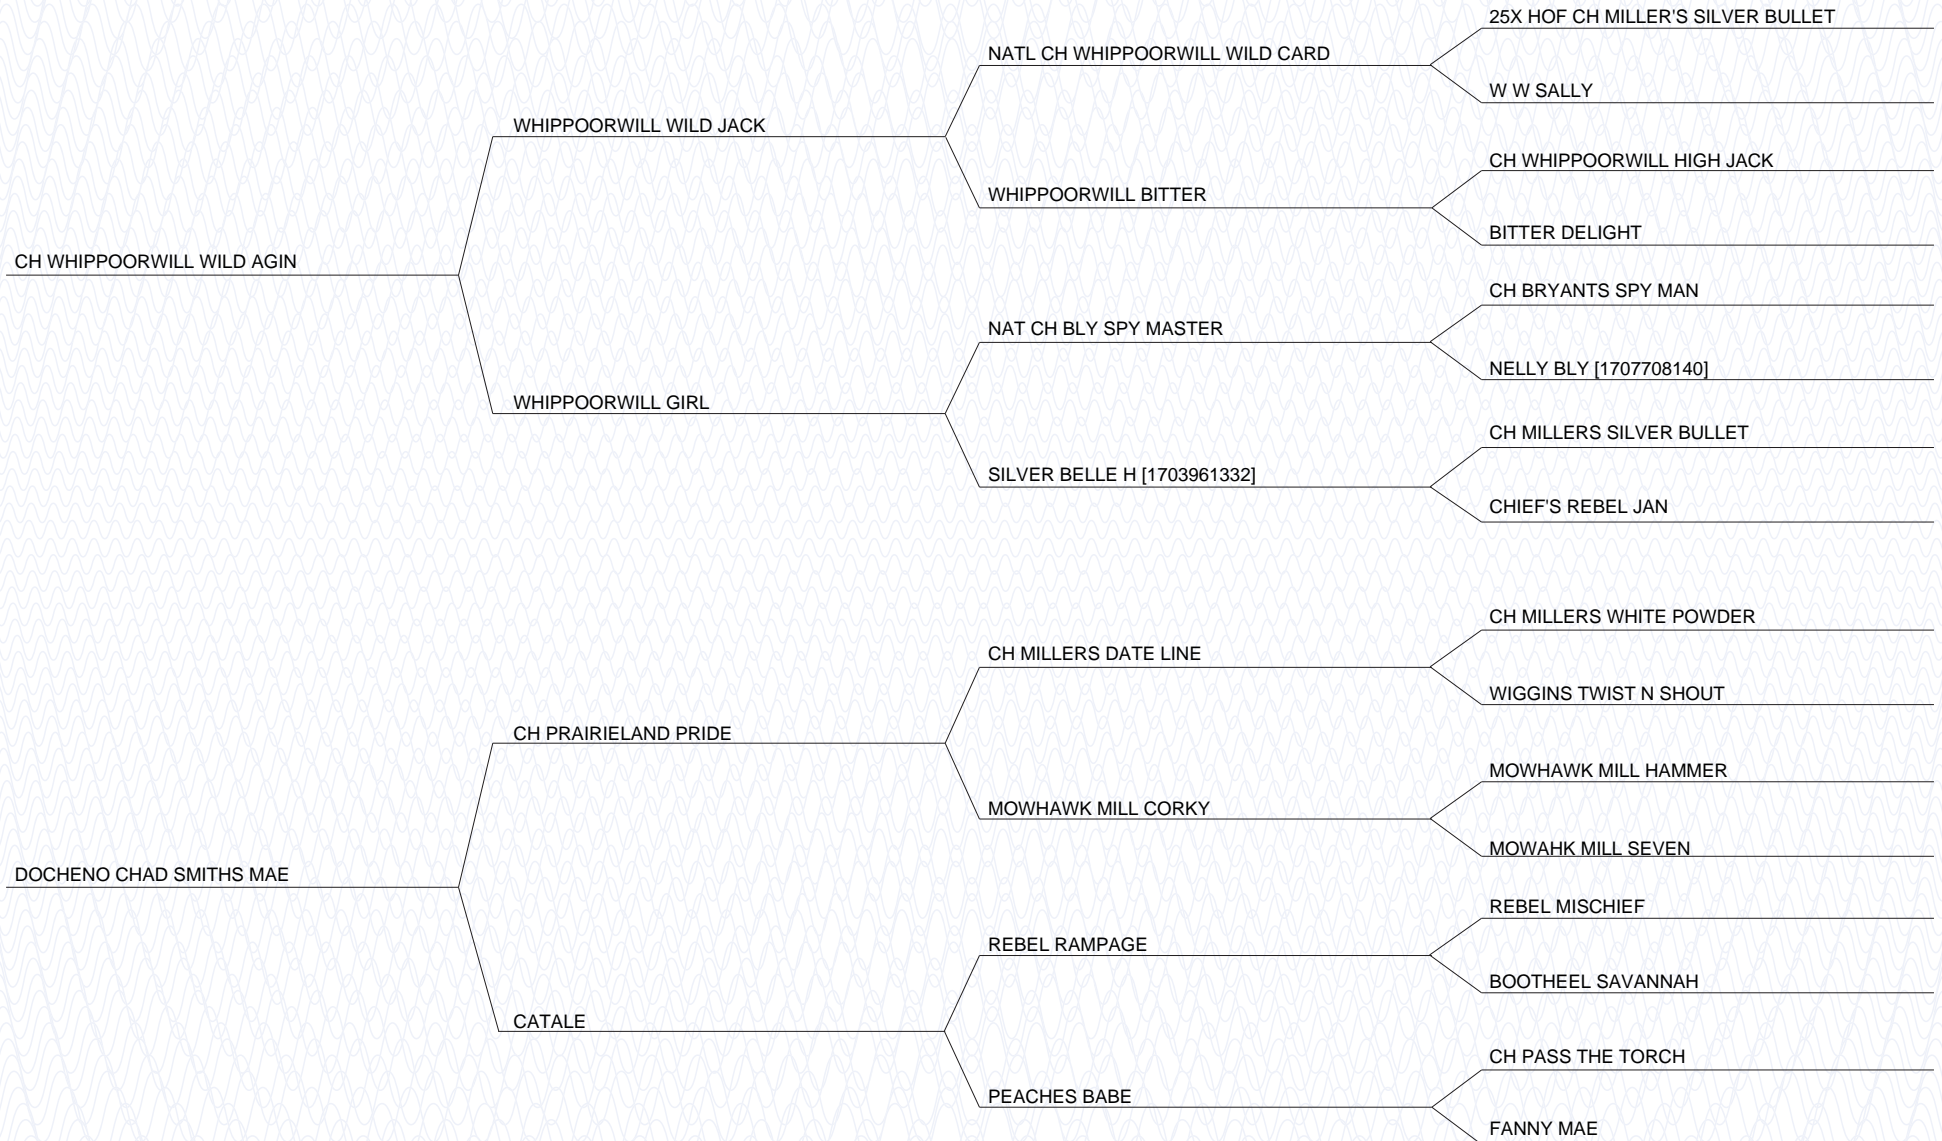 25X HOF CH MILLER'S SILVER BULLET
NATL CH WHIPPOORWILL WILD CARD
W W SALLY
WHIPPOORWILL WILD JACK
CH WHIPPOORWILL HIGH JACK
WHIPPOORWILL BITTER
BITTER DELIGHT
CH WHIPPOORWILL WILD AGIN
CH BRYANTS SPY MAN
NAT CH BLY SPY MASTER
NELLY BLY [1707708140]
WHIPPOORWILL GIRL
CH MILLERS SILVER BULLET
SILVER BELLE H [1703961332]
CHIEF'S REBEL JAN
CH MILLERS WHITE POWDER
CH MILLERS DATE LINE
WIGGINS TWIST N SHOUT
CH PRAIRIELAND PRIDE
MOWHAWK MILL HAMMER
MOWHAWK MILL CORKY
MOWAHK MILL SEVEN
DOCHENO CHAD SMITHS MAE
REBEL MISCHIEF
REBEL RAMPAGE
BOOTHEEL SAVANNAH
CATALE
CH PASS THE TORCH
PEACHES BABE
FANNY MAE